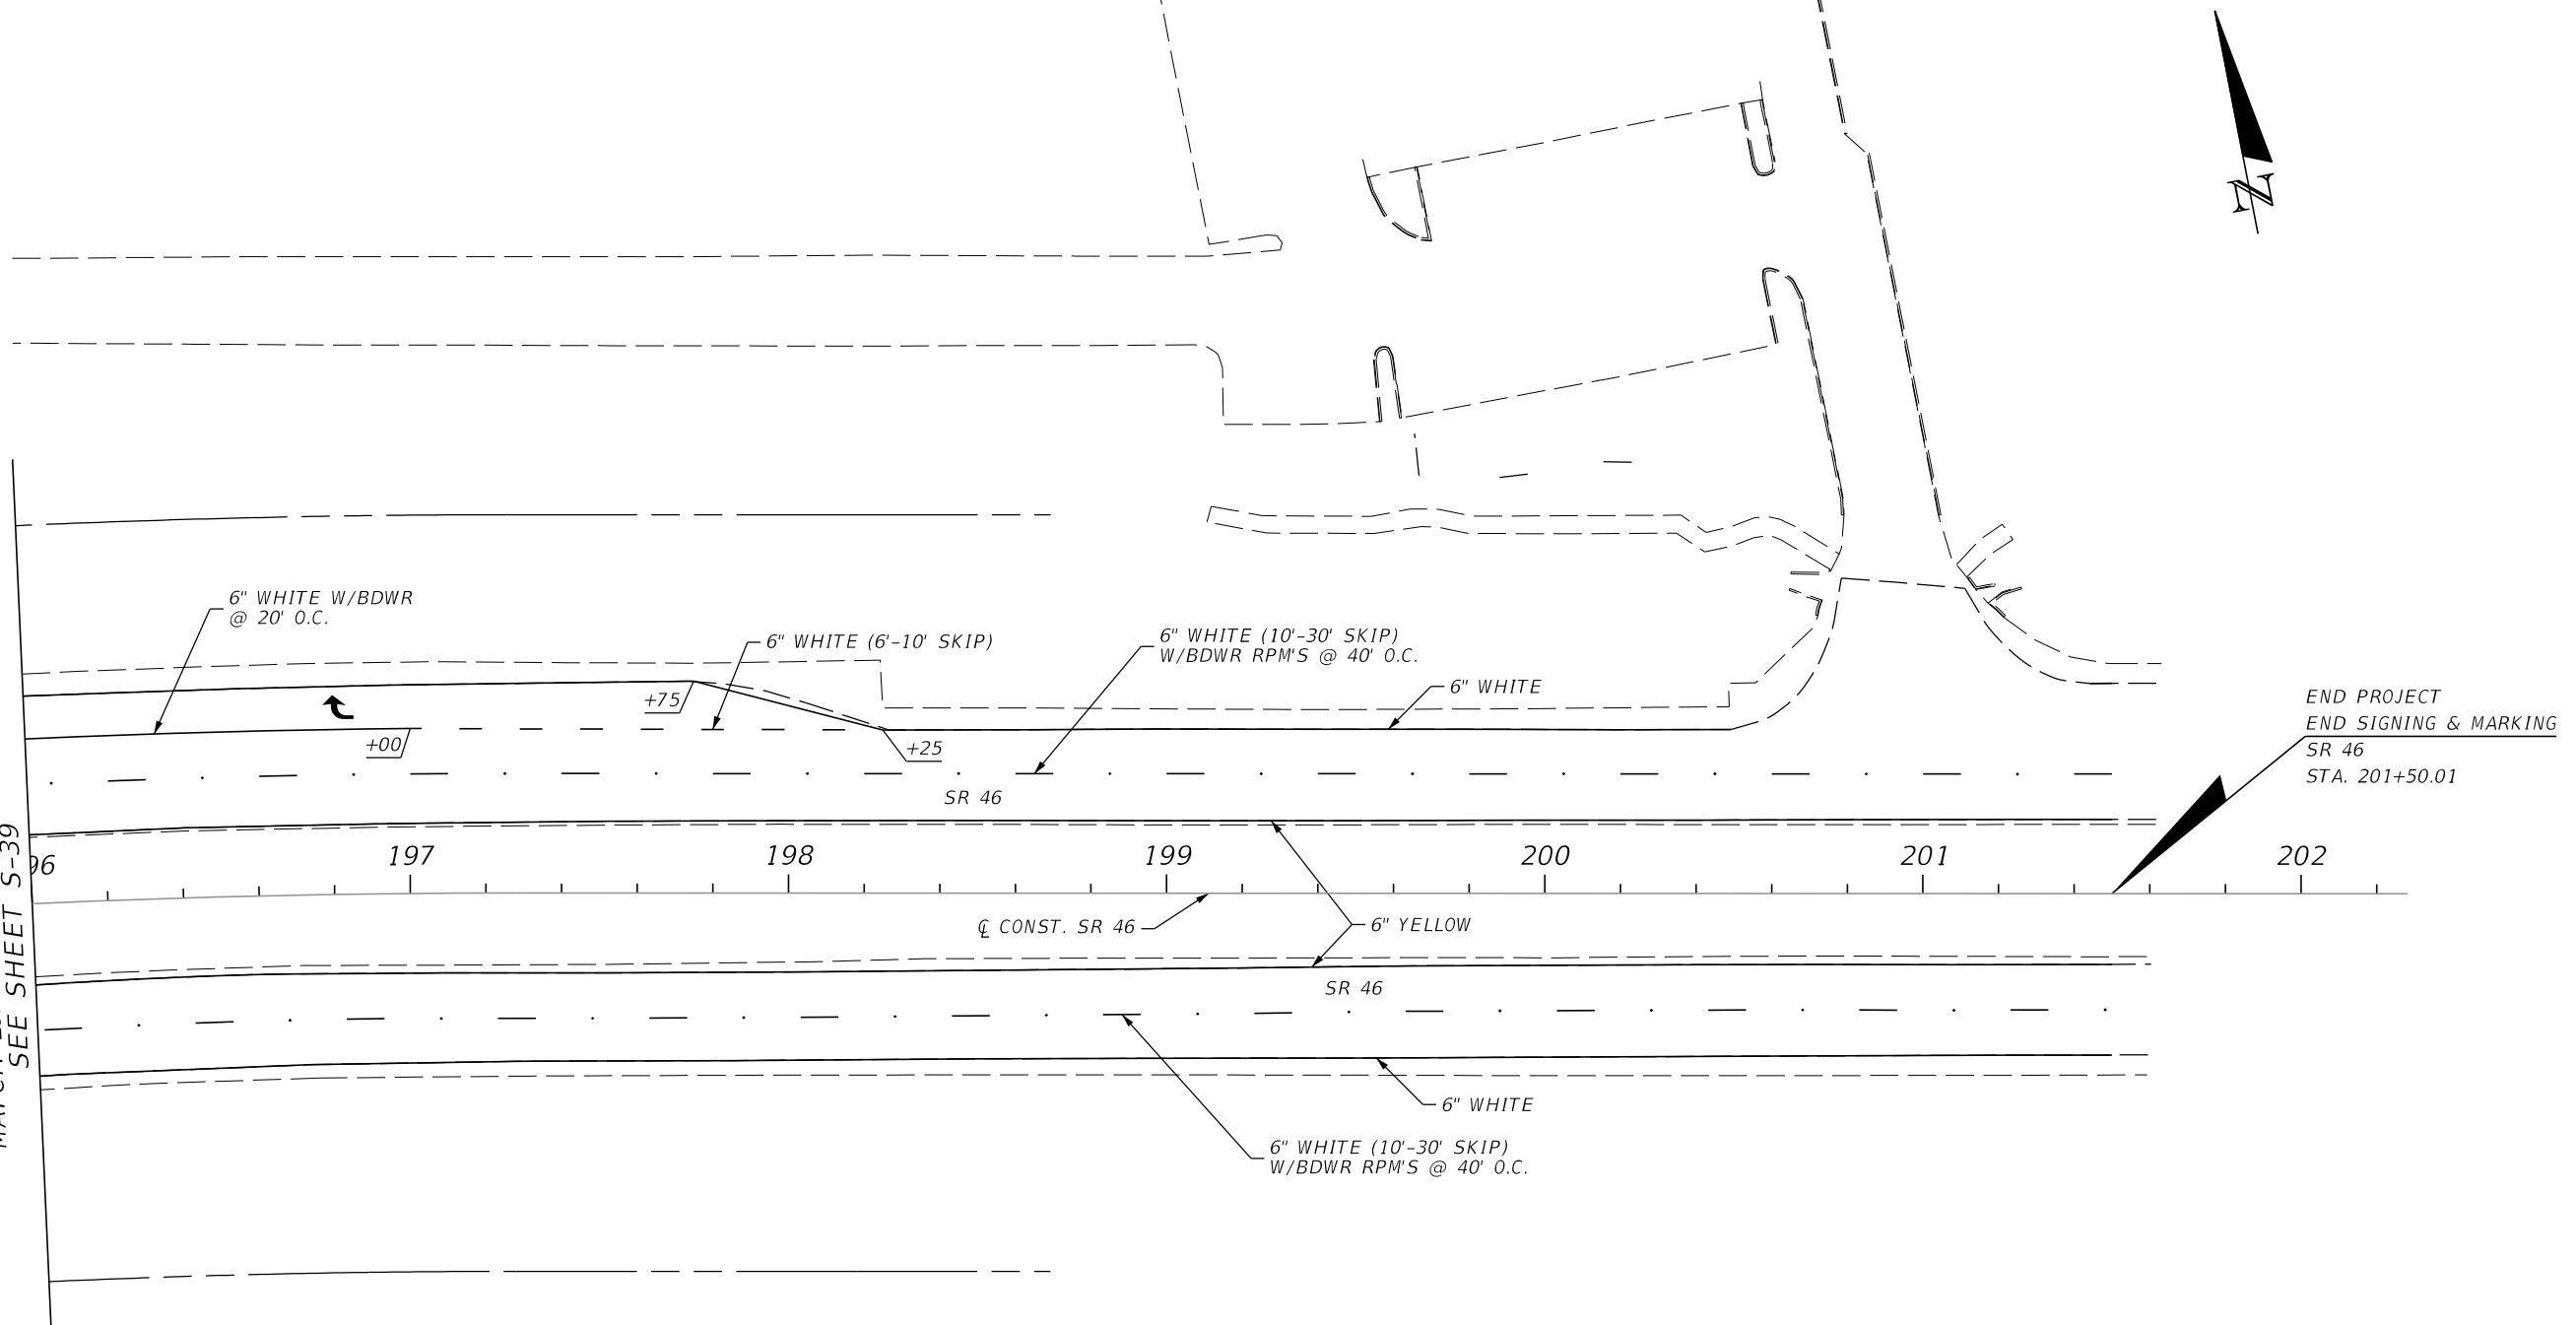 N
6" WHITE W/BDWR
@ 20' O.C.
6" WHITE (6'-10' SKIP)
6" WHITE (10'-30' SKIP)
W/BDWR RPM'S @ 40' O.C.
6" WHITE
+75
+00
+25
END PROJECT
END SIGNING & MARKING
SR 46
STA. 201+50.01
SR 46
197
198
199
200
201
202
SEE SHEET S-39
℄ CONST. SR 46
6" YELLOW
SR 46
6" WHITE
6" WHITE (10'-30' SKIP)
W/BDWR RPM'S @ 40' O.C.